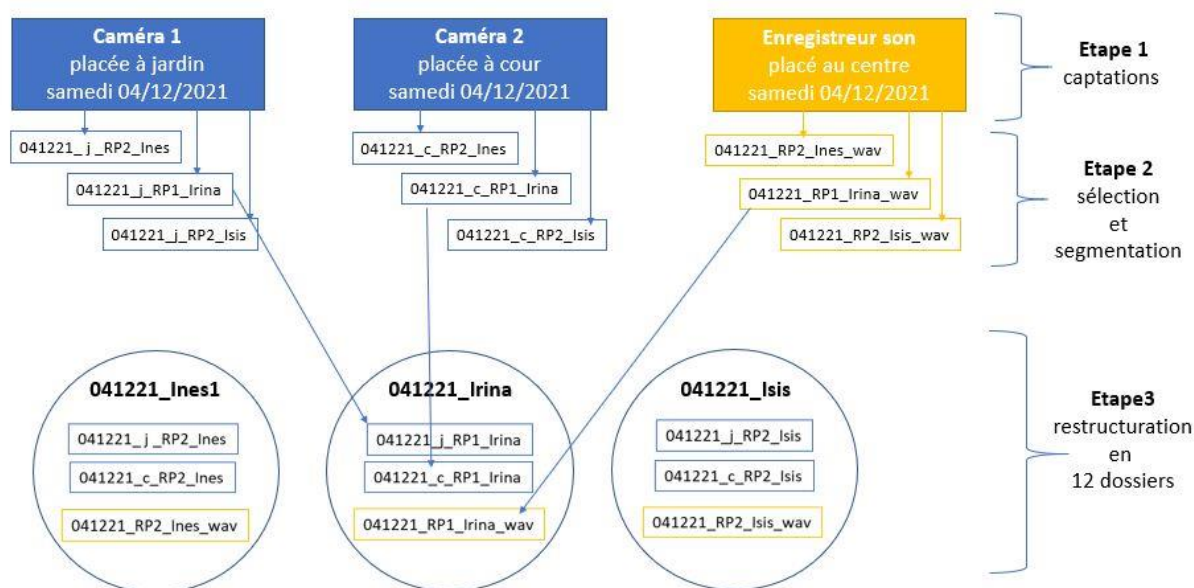 Caméra 1
placée à jardin
samedi 04/12/2021
Caméra 2
placée à cour
samedi 04/12/2021
Enregistreur son
placé au centre
samedi 04/12/2021
Etape 1
captations
041221_ j _RP2_Ines
041221_j_RP1_Irina
041221_j_RP2_Isis
041221_c_RP2_Ines
041221_c_RP1_Irina
041221_c_RP2_Isis
041221_RP2_Ines_wav
041221_RP1_Irina_wav
041221_RP2_Isis_wav
Etape 2
sélection
et
segmentation
041221_Ines1
041221_ j _RP2_Ines
041221_c_RP2_Ines
041221_RP2_Ines_wav
041221_Irina
041221_j_RP1_Irina
041221_c_RP1_Irina
041221_RP1_Irina_wav
041221_Isis
041221_j_RP2_Isis
041221_c_RP2_Isis
041221_RP2_Isis_wav
Etape3
restructuration
en
12 dossiers